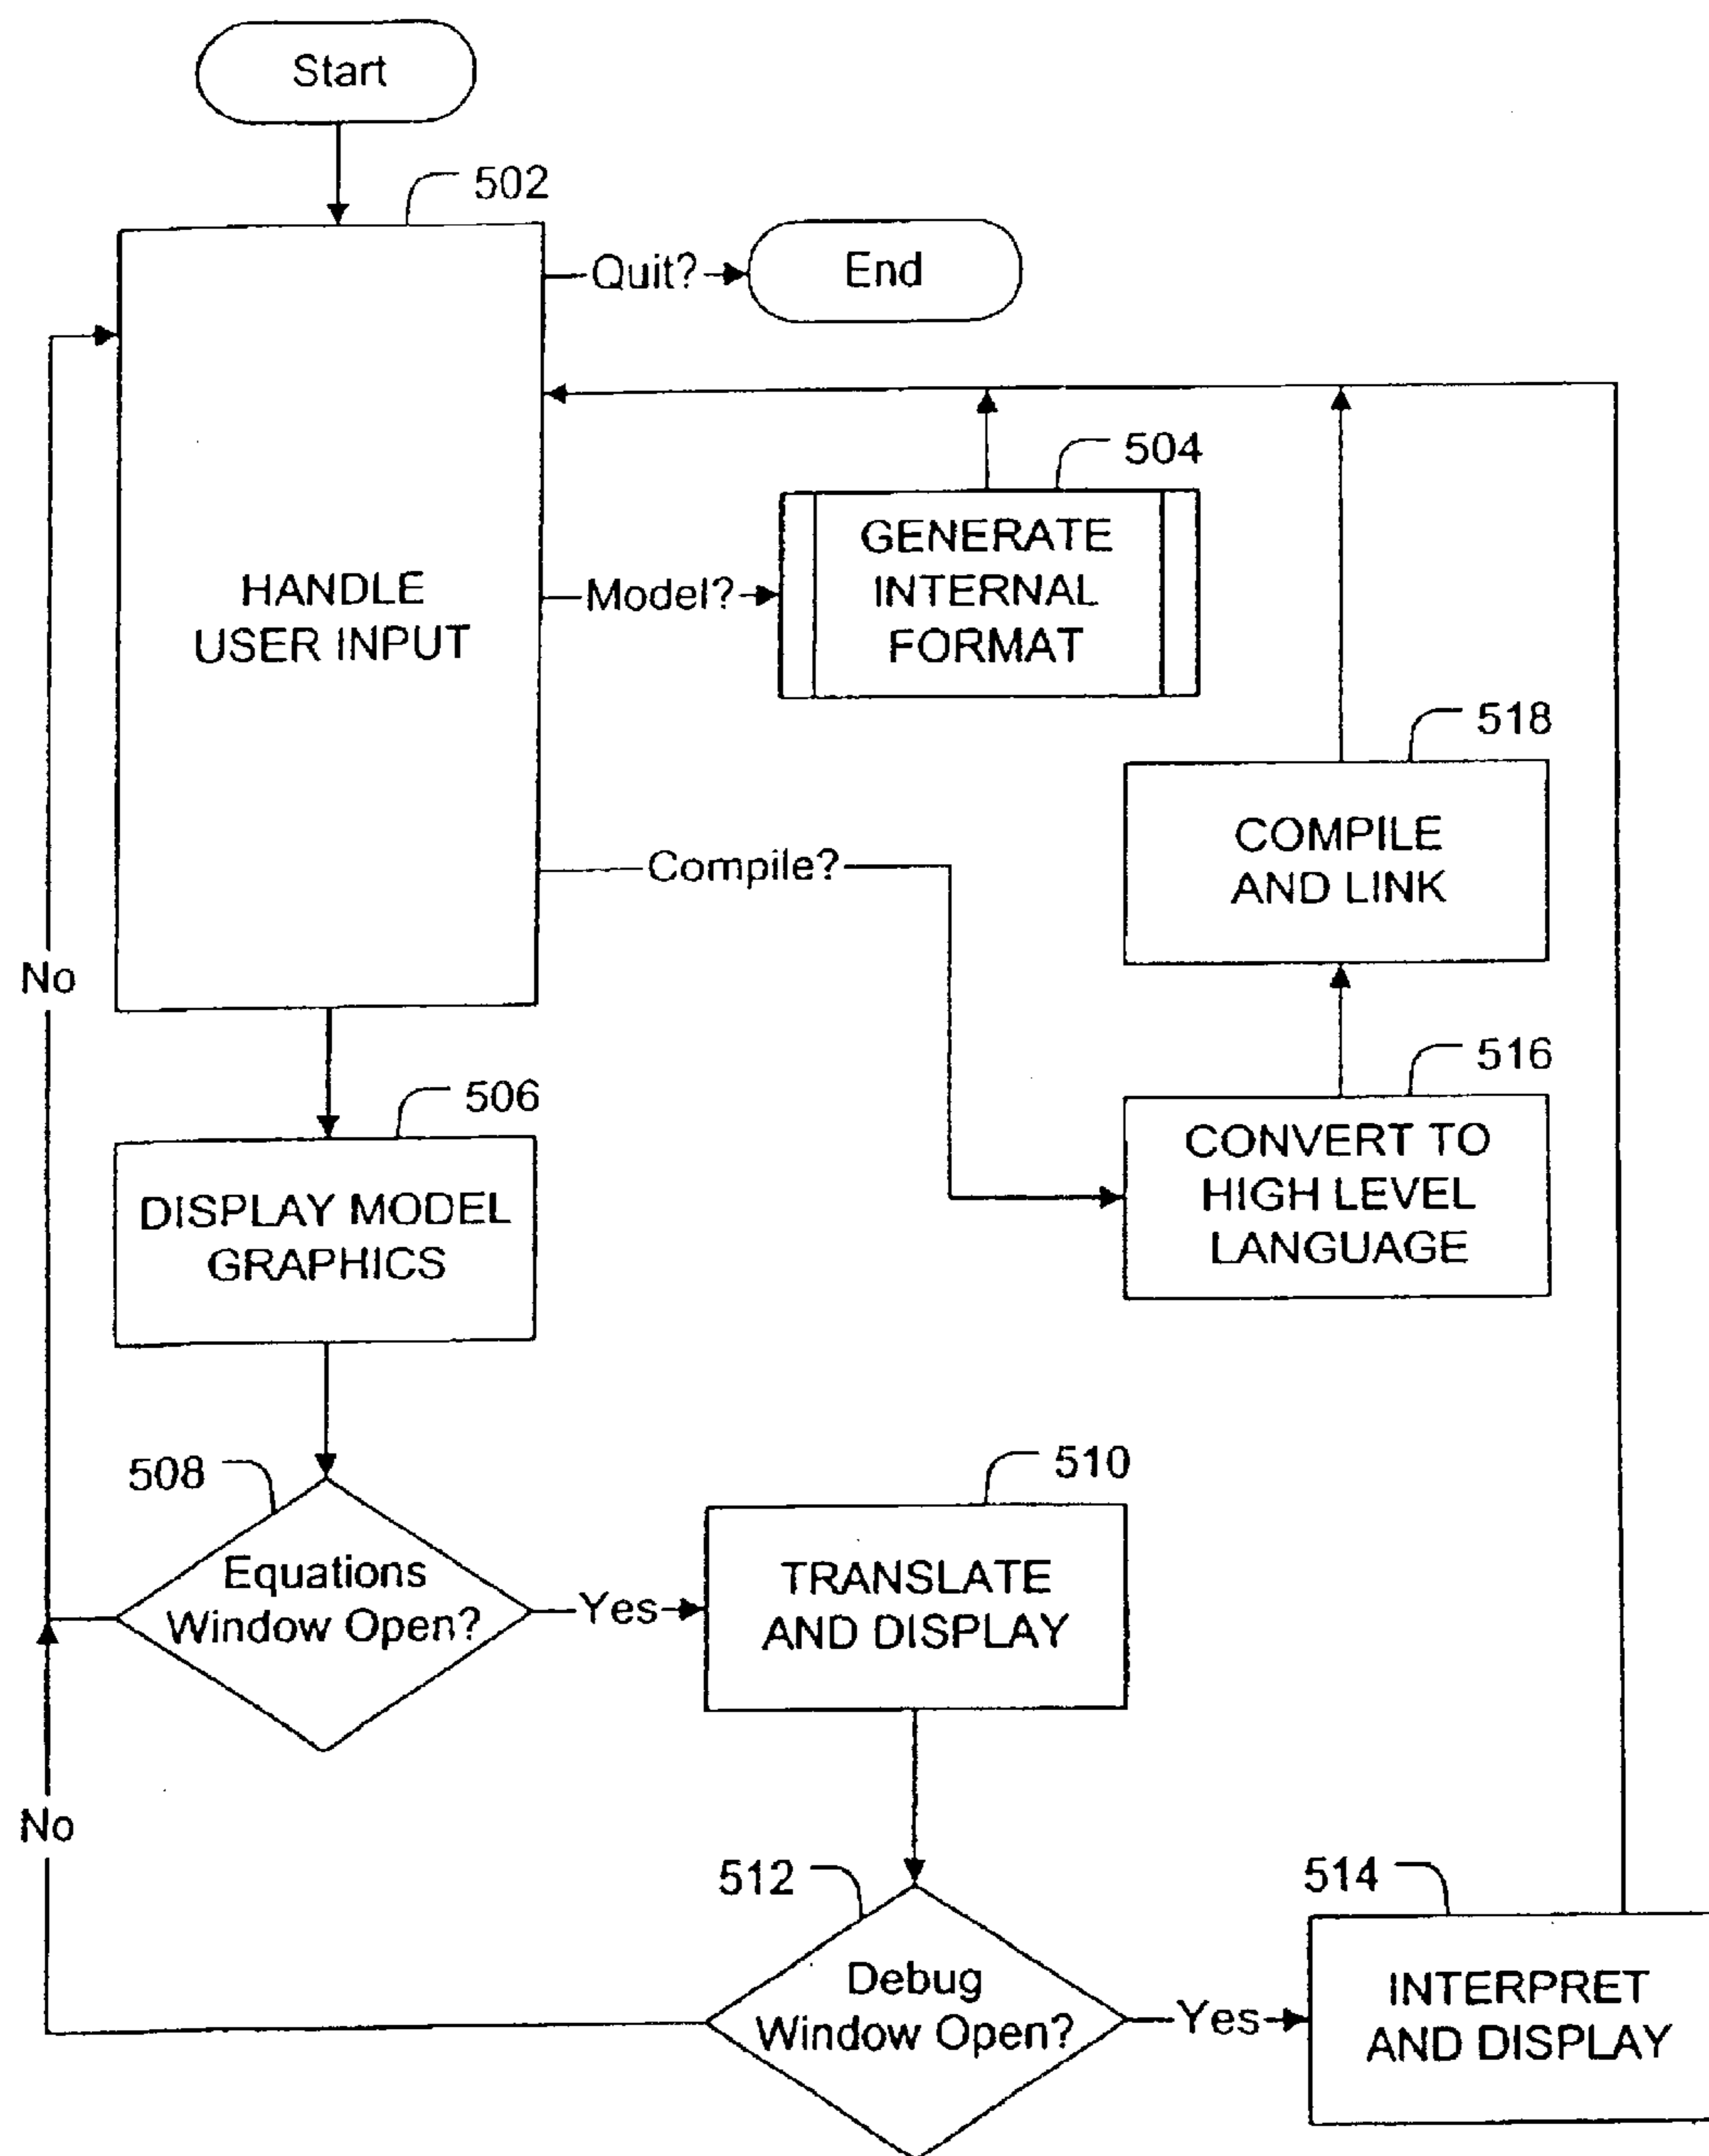 Start
502
Quit?
End
504
GENERATE
INTERNAL
FORMAT
HANDLE
USER INPUT
Model?
518
COMPILE
AND LINK
Compile?
No
516
CONVERT TO
HIGH LEVEL
LANGUAGE
506
DISPLAY MODEL
GRAPHICS
508
Equations
Window Open?
Yes
510
TRANSLATE
AND DISPLAY
No
512
Debug
Window Open?
Yes
514
INTERPRET
AND DISPLAY